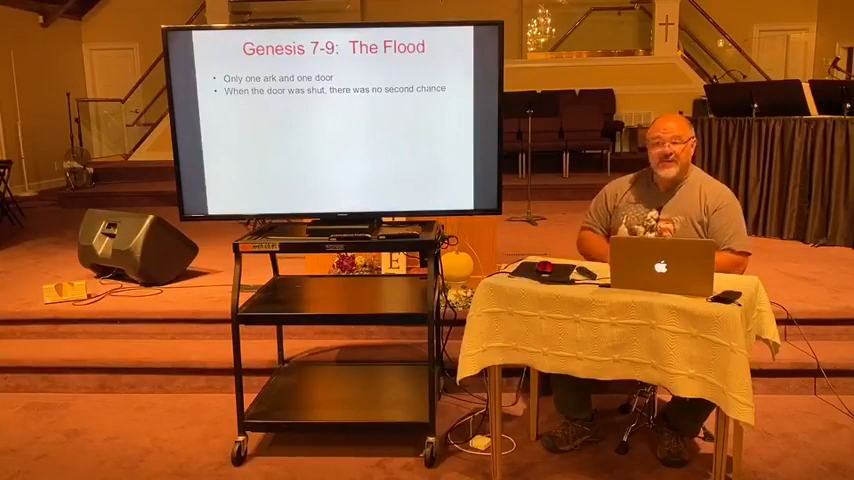 Genesis 7-9: The Flood
• Only one ark and one door
• When the door was shut, there was no second chance
E